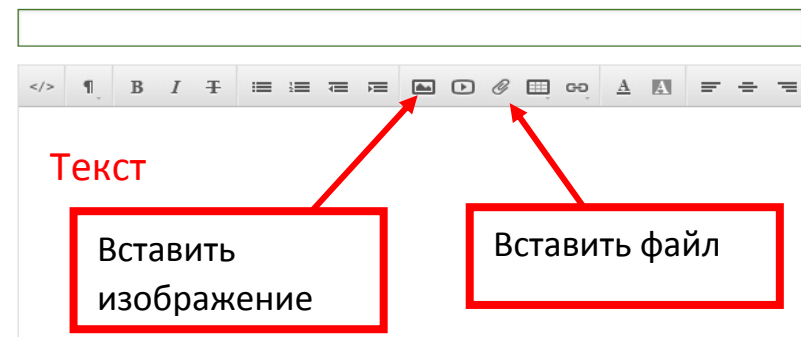 </> ¶ B I T A A
Текст
Вставить
изображение
Вставить файл